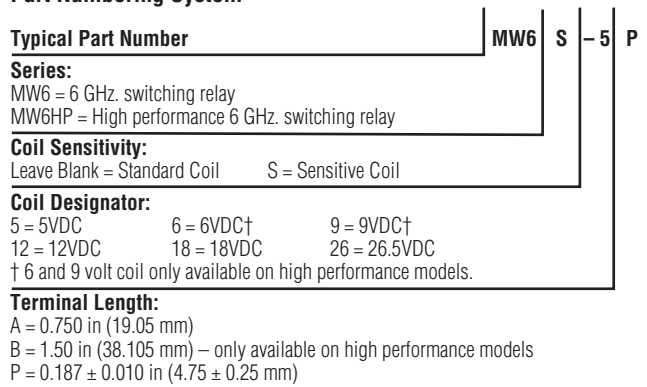 Part Numbering System
Typical Part Number MW6 S – 5 P
Series:
MW6 = 6 GHz. switching relay
MW6HP = High performance 6 GHz. switching relay
Coil Sensitivity:
Leave Blank = Standard Coil S = Sensitive Coil
Coil Designator:
5 = 5VDC 6 = 6VDC† 9 = 9VDC†
12 = 12VDC 18 = 18VDC 26 = 26.5VDC
† 6 and 9 volt coil only available on high performance models.
Terminal Length:
A = 0.750 in (19.05 mm)
B = 1.50 in (38.105 mm) – only available on high performance models
P = 0.187 ± 0.010 in (4.75 ± 0.25 mm)